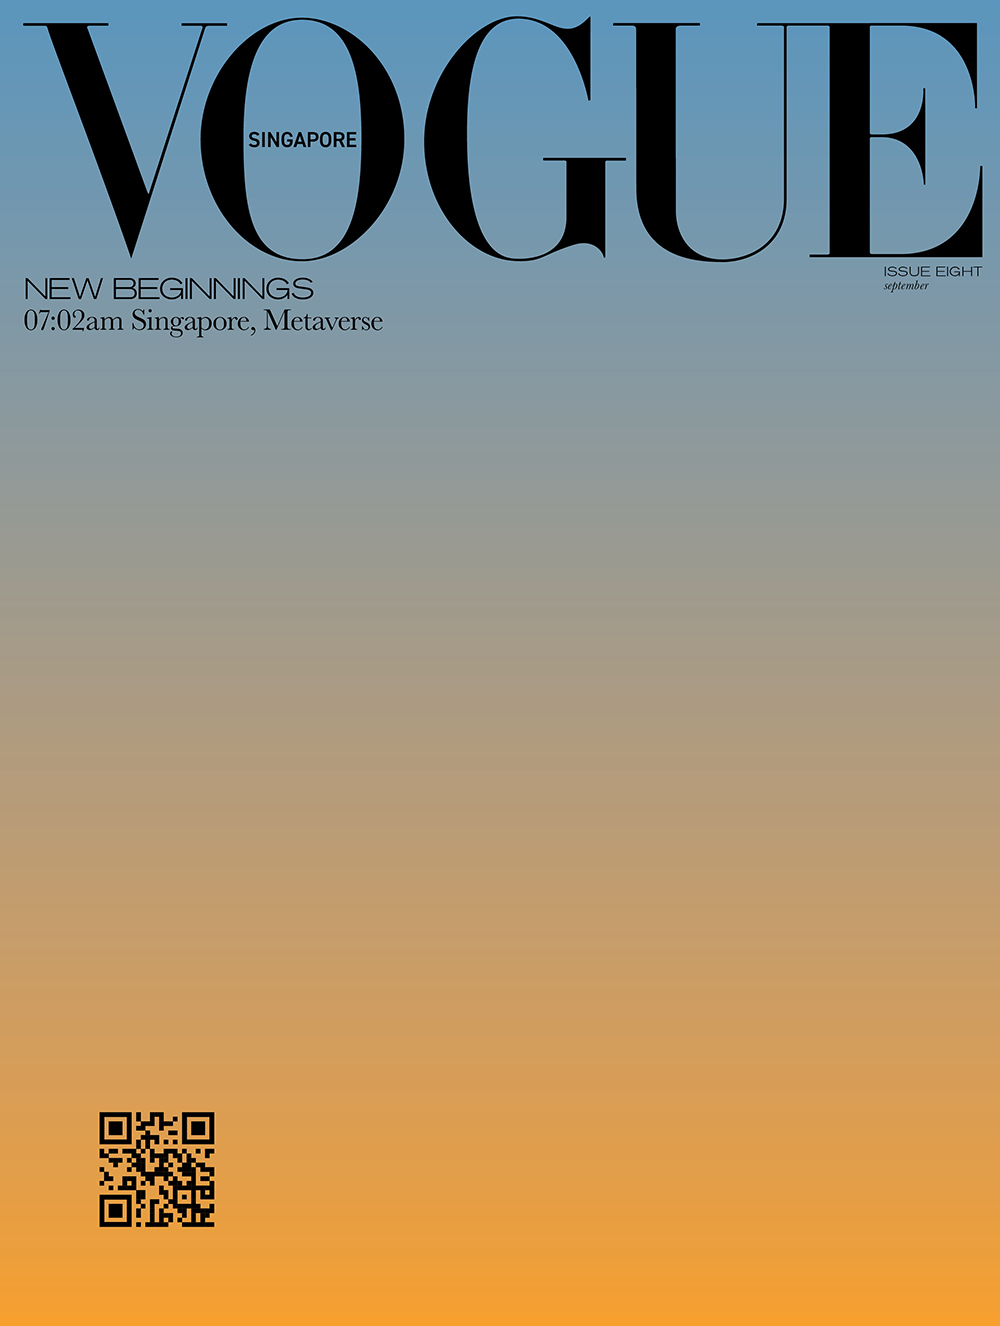 VOGUE
SINGAPORE
ISSUE EIGHT
september
NEW BEGINNINGS
07:02am Singapore, Metaverse